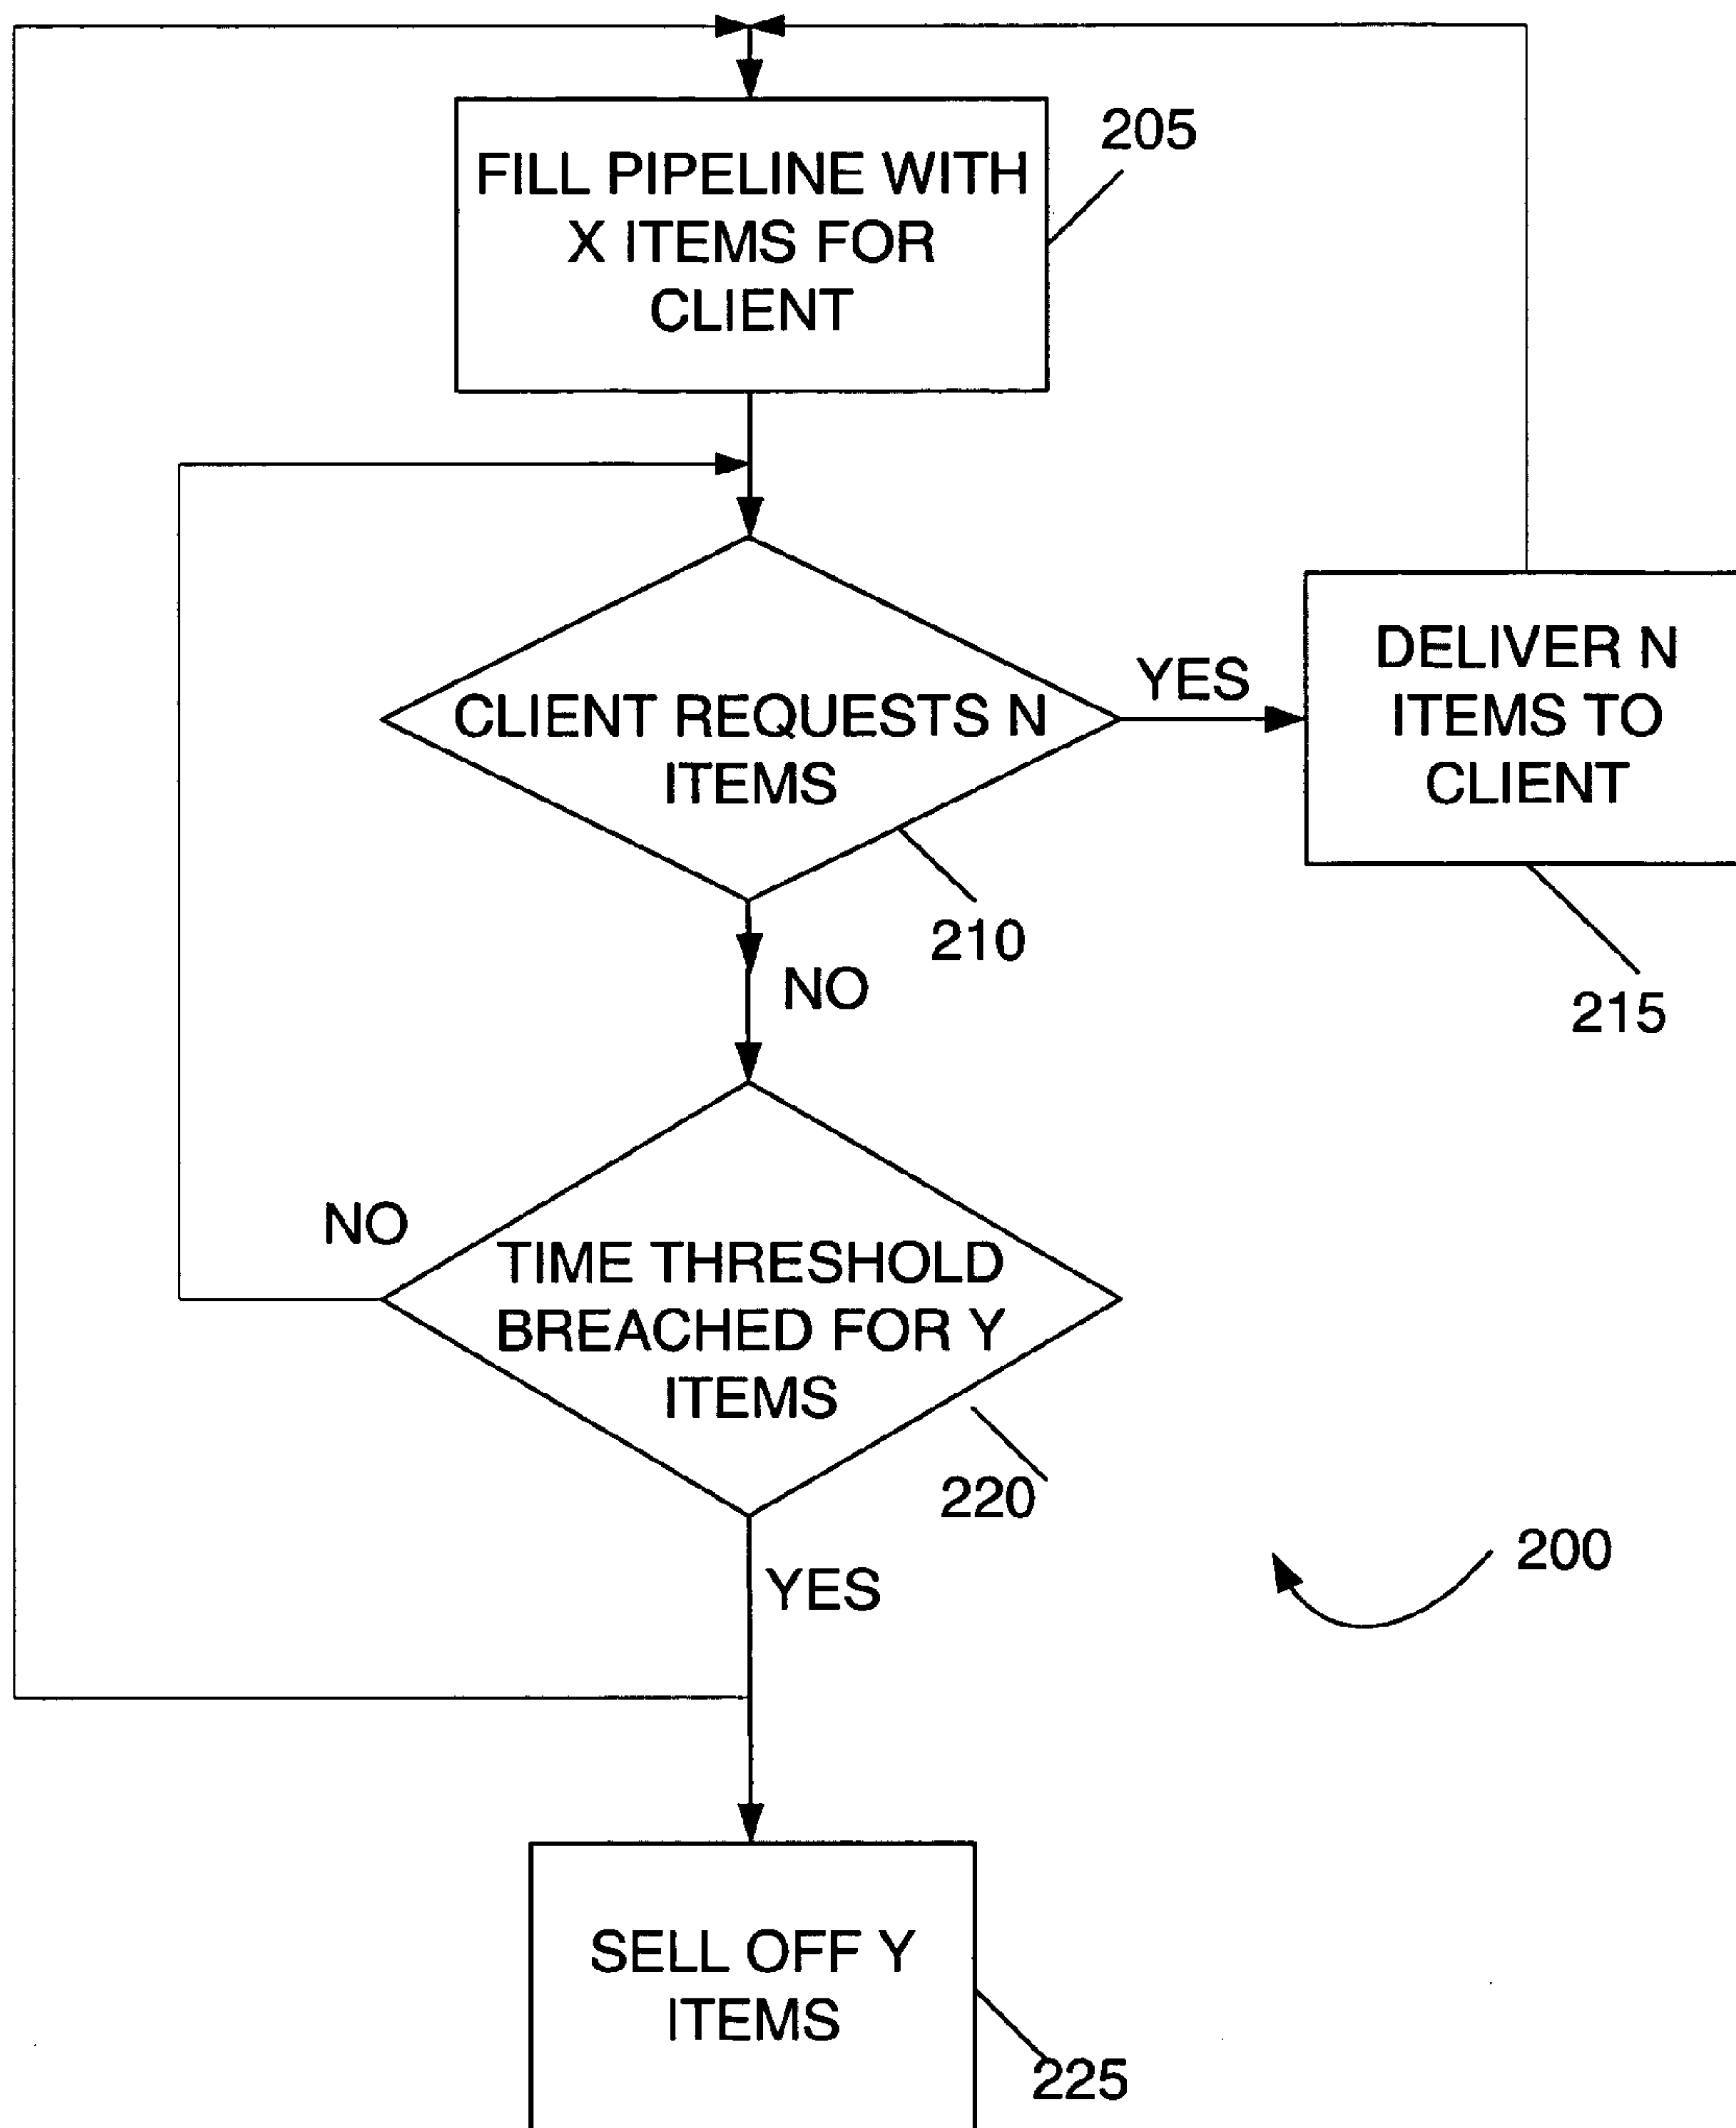 FILL PIPELINE WITH
X ITEMS FOR
CLIENT
205
CLIENT REQUESTS N
ITEMS
210
YES
DELIVER N
ITEMS TO
CLIENT
215
NO
TIME THRESHOLD
BREACHED FOR Y
ITEMS
220
NO
YES
200
SELL OFF Y
ITEMS
225